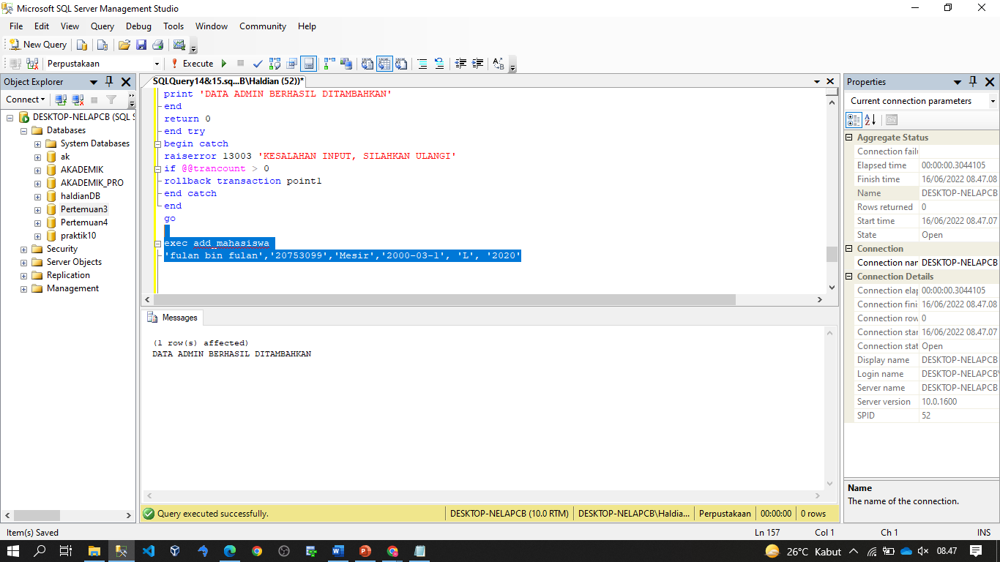 Microsoft SQL Server Management Studio
File Edit View Query Debug Tools Window Community Help
New Query
Perpustakaan Execute
Object Explorer
Connect
DESKTOP-NELAPCB (SQL S
Databases
System Databases
ak
AKADEMIK
AKADEMIK_PRO
haldianDB
Pertemuan3
Pertemuan4
praktik10
Security
Server Objects
Replication
Management
SQLQuery14&15.sq...B\Haldian (52))*
print 'DATA ADMIN BERHASIL DITAMBAHKAN'
end
return 0
end try
begin catch
raiserror 13003 'KESALAHAN INPUT, SILAHKAN ULANGI'
if @@trancount > 0
rollback transaction point1
end catch
end
go
exec add_mahasiswa
'fulan bin fulan','20753099','Mesir','2000-03-1', 'L', '2020'
Messages
(1 row(s) affected)
DATA ADMIN BERHASIL DITAMBAHKAN
Query executed successfully. DESKTOP-NELAPCB (10.0 RTM) DESKTOP-NELAPCB\Haldia... Perpustakaan 00:00:00 0 rows
Properties
Current connection parameters
Aggregate Status
Connection faile
Elapsed time 00:00:00.3044105
Finish time 16/06/2022 08.47.08
Name DESKTOP-NELAPCB
Rows returned 0
Start time 16/06/2022 08.47.07
State Open
Connection
Connection nar DESKTOP-NELAPCB
Connection Details
Connection elap 00:00:00.3044105
Connection fini 16/06/2022 08.47.08
Connection row 0
Connection star 16/06/2022 08.47.07
Connection stat Open
Display name DESKTOP-NELAPCB
Login name DESKTOP-NELAPCB\
Server name DESKTOP-NELAPCB
Server version 10.0.1600
SPID 52
Name
The name of the connection.
Item(s) Saved Ln 157 Col 1 Ch 1 INS
26°C Kabut 08.47